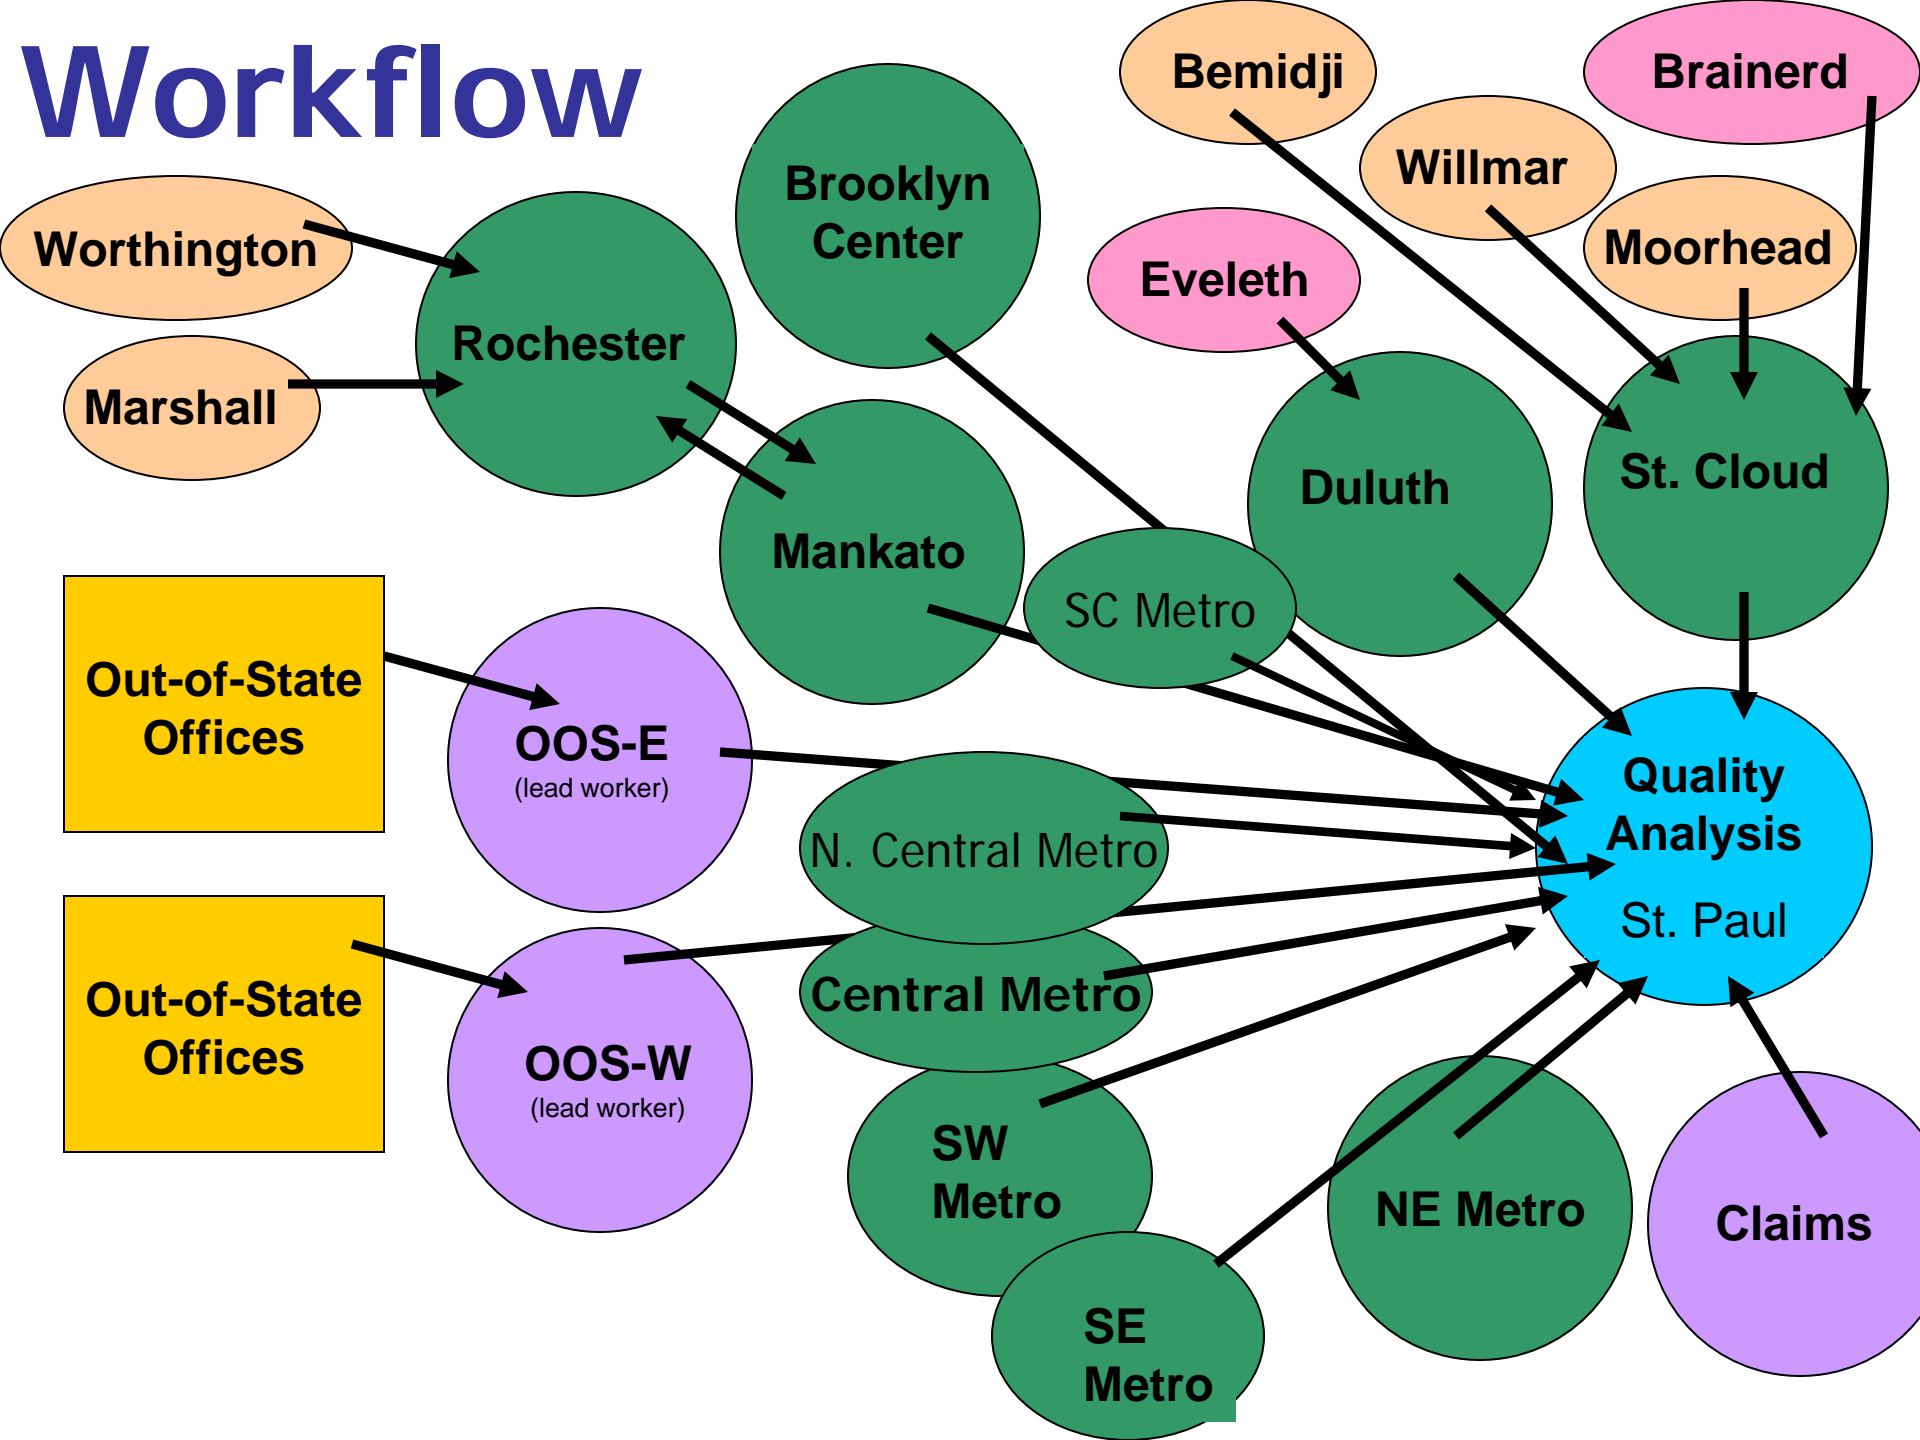 Workflow
Bemidji
Brainerd
Willmar
Brooklyn
Center
Worthington
Moorhead
Eveleth
Rochester
Marshall
St. Cloud
Duluth
Mankato
SC Metro
Out-of-State
Offices
OOS-E
(lead worker)
Quality
Analysis
St. Paul
N. Central Metro
Central Metro
Out-of-State
Offices
OOS-W
(lead worker)
SW
Metro
NE Metro
Claims
SE
Metro